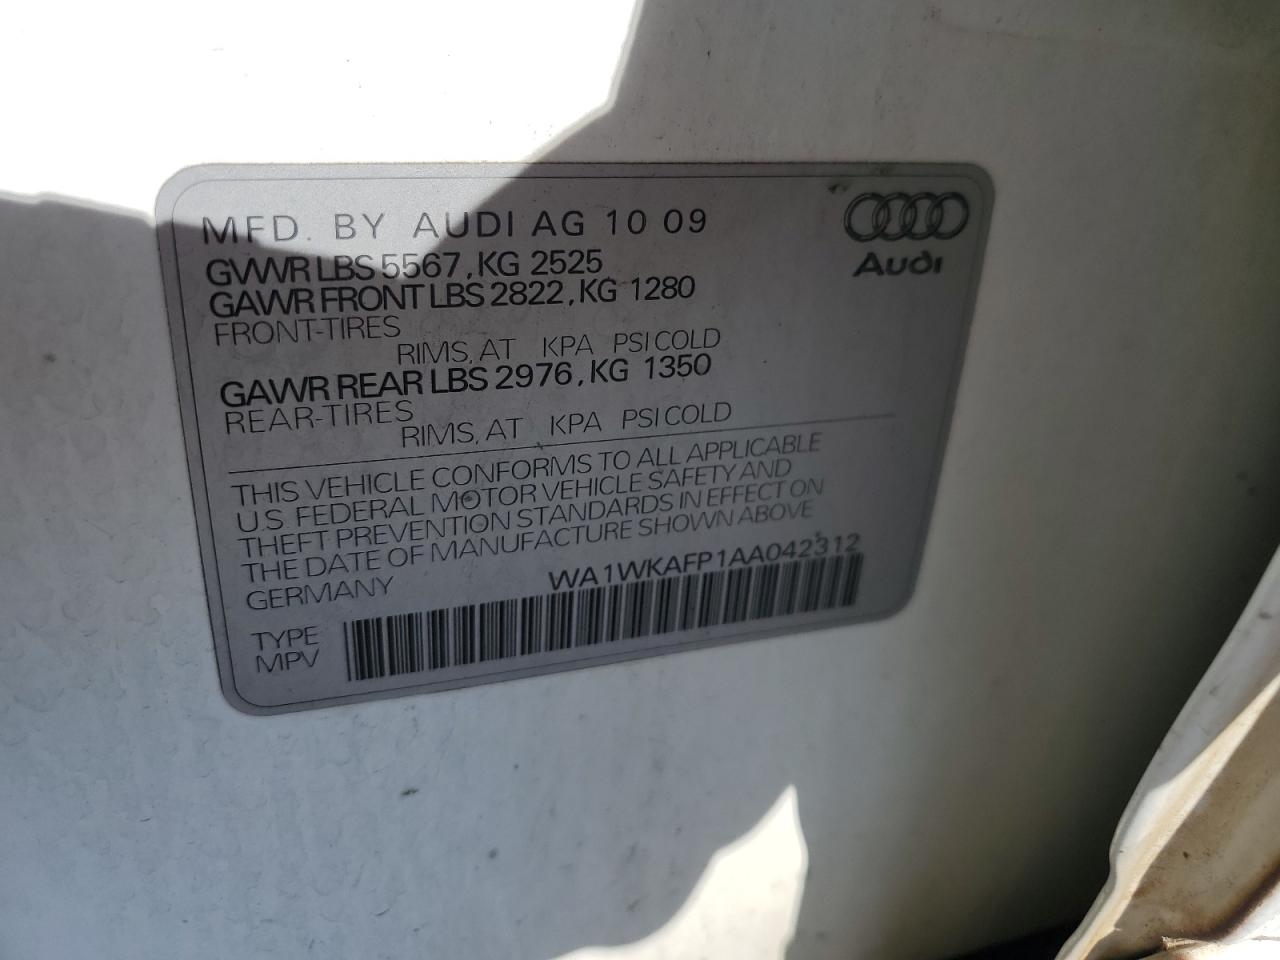 MFD. BY AUDI AG 10 09
Audi
GVWR LBS 5567, KG 2525
GAWR FRONT LBS 2822, KG 1280
FRONT-TIRES
RIMS, AT KPA PSI COLD
GAWR REAR LBS 2976, KG 1350
REAR-TIRES
RIMS, AT KPA PSI COLD
THIS VEHICLE CONFORMS TO ALL APPLICABLE
U.S. FEDERAL MOTOR VEHICLE SAFETY AND
THEFT PREVENTION STANDARDS IN EFFECT ON
THE DATE OF MANUFACTURE SHOWN ABOVE
GERMANY
WA1WKAFP1AA042312
TYPE
MPV